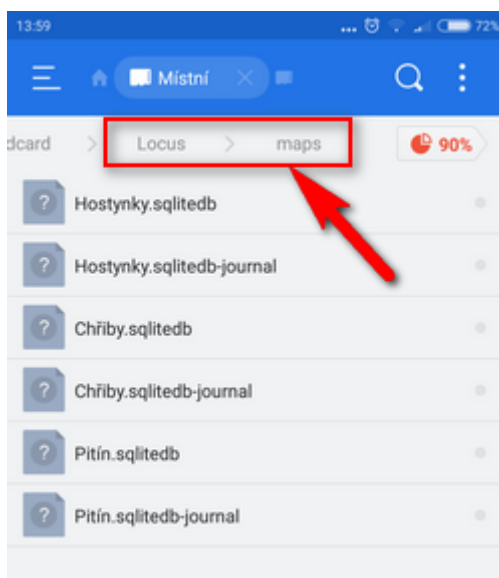 13:59 ... 72%
Místní
dcard > Locus > maps 90%
? Hostynky.sqlitedb
? Hostynky.sqlitedb-journal
? Chřiby.sqlitedb
? Chřiby.sqlitedb-journal
? Pitín.sqlitedb
? Pitín.sqlitedb-journal